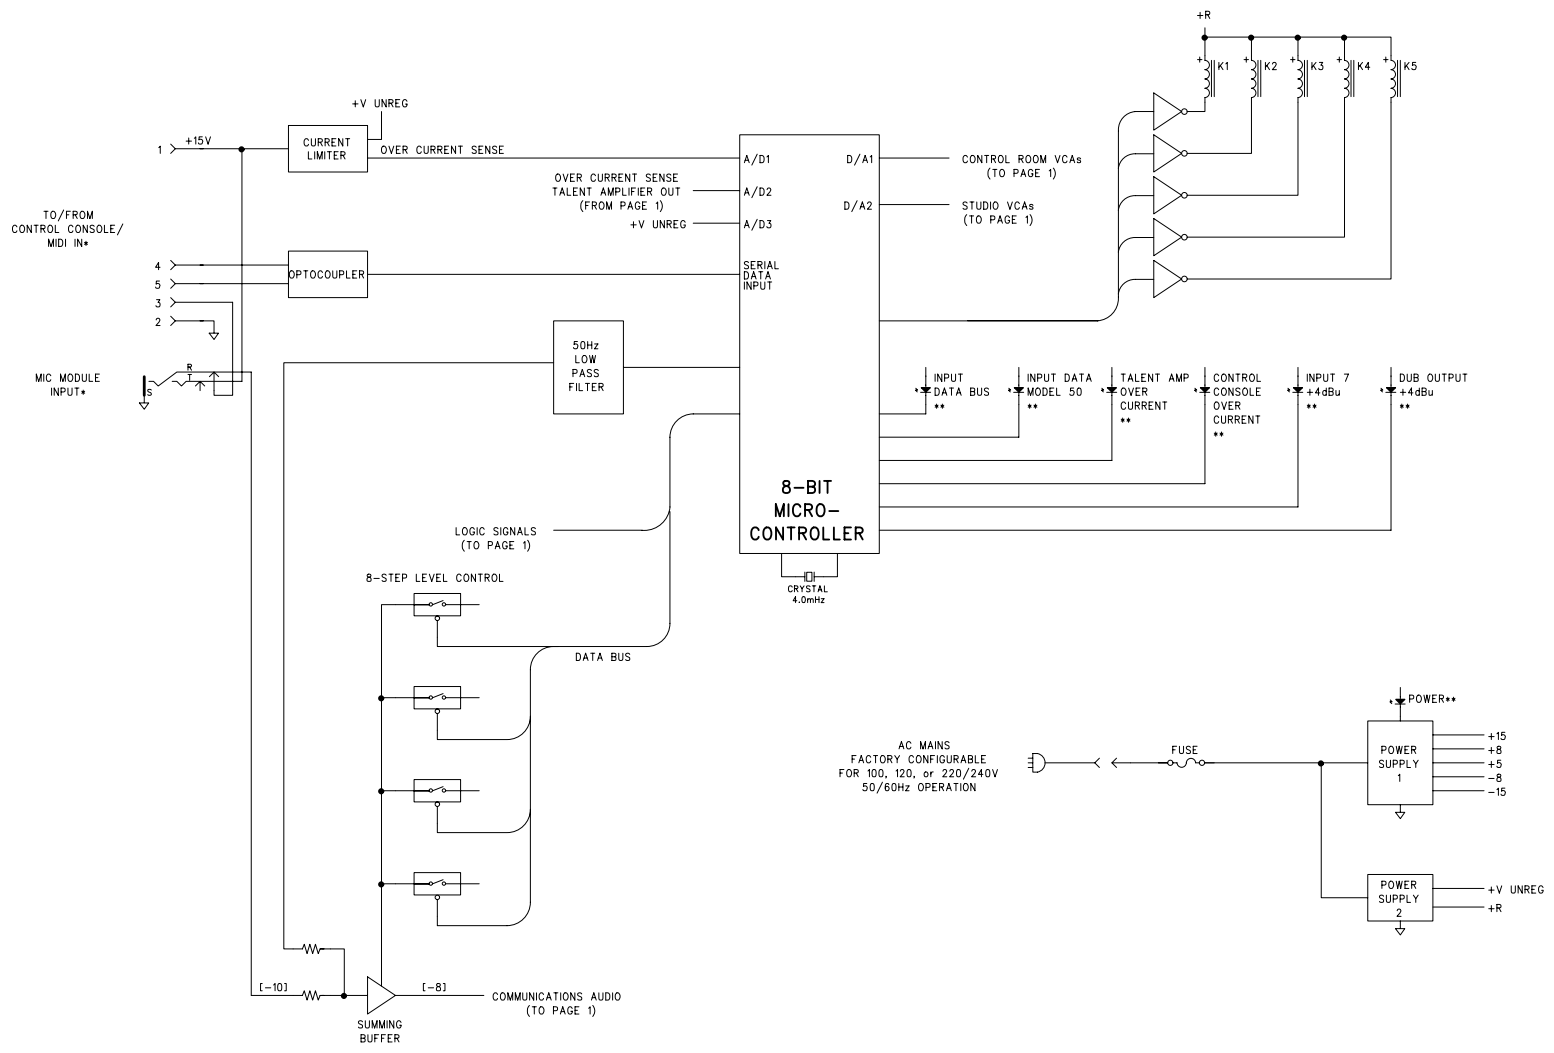 +R
K1
K2
K3
K4
K5
+V UNREG
1
+15V
CURRENT
LIMITER
OVER CURRENT SENSE
A/D1
D/A1
CONTROL ROOM VCAs
(TO PAGE 1)
OVER CURRENT SENSE
TALENT AMPLIFIER OUT
(FROM PAGE 1)
A/D2
D/A2
STUDIO VCAs
(TO PAGE 1)
+V UNREG
A/D3
TO/FROM
CONTROL CONSOLE/
MIDI IN*
4
5
3
2
OPTOCOUPLER
SERIAL
DATA
INPUT
50Hz
LOW
PASS
FILTER
MIC MODULE
INPUT*
R
T
S
INPUT
DATA BUS
**
INPUT DATA
MODEL 50
**
TALENT AMP
OVER
CURRENT
**
CONTROL
CONSOLE
OVER
CURRENT
**
INPUT 7
+4dBu
**
DUB OUTPUT
+4dBu
**
8-BIT
MICRO-
CONTROLLER
LOGIC SIGNALS
(TO PAGE 1)
CRYSTAL
4.0mHz
8-STEP LEVEL CONTROL
DATA BUS
POWER**
AC MAINS
FACTORY CONFIGURABLE
FOR 100, 120, or 220/240V
50/60Hz OPERATION
FUSE
POWER
SUPPLY
1
+15
+8
+5
-8
-15
POWER
SUPPLY
2
+V UNREG
+R
[-10]
[-8]
COMMUNICATIONS AUDIO
(TO PAGE 1)
SUMMING
BUFFER